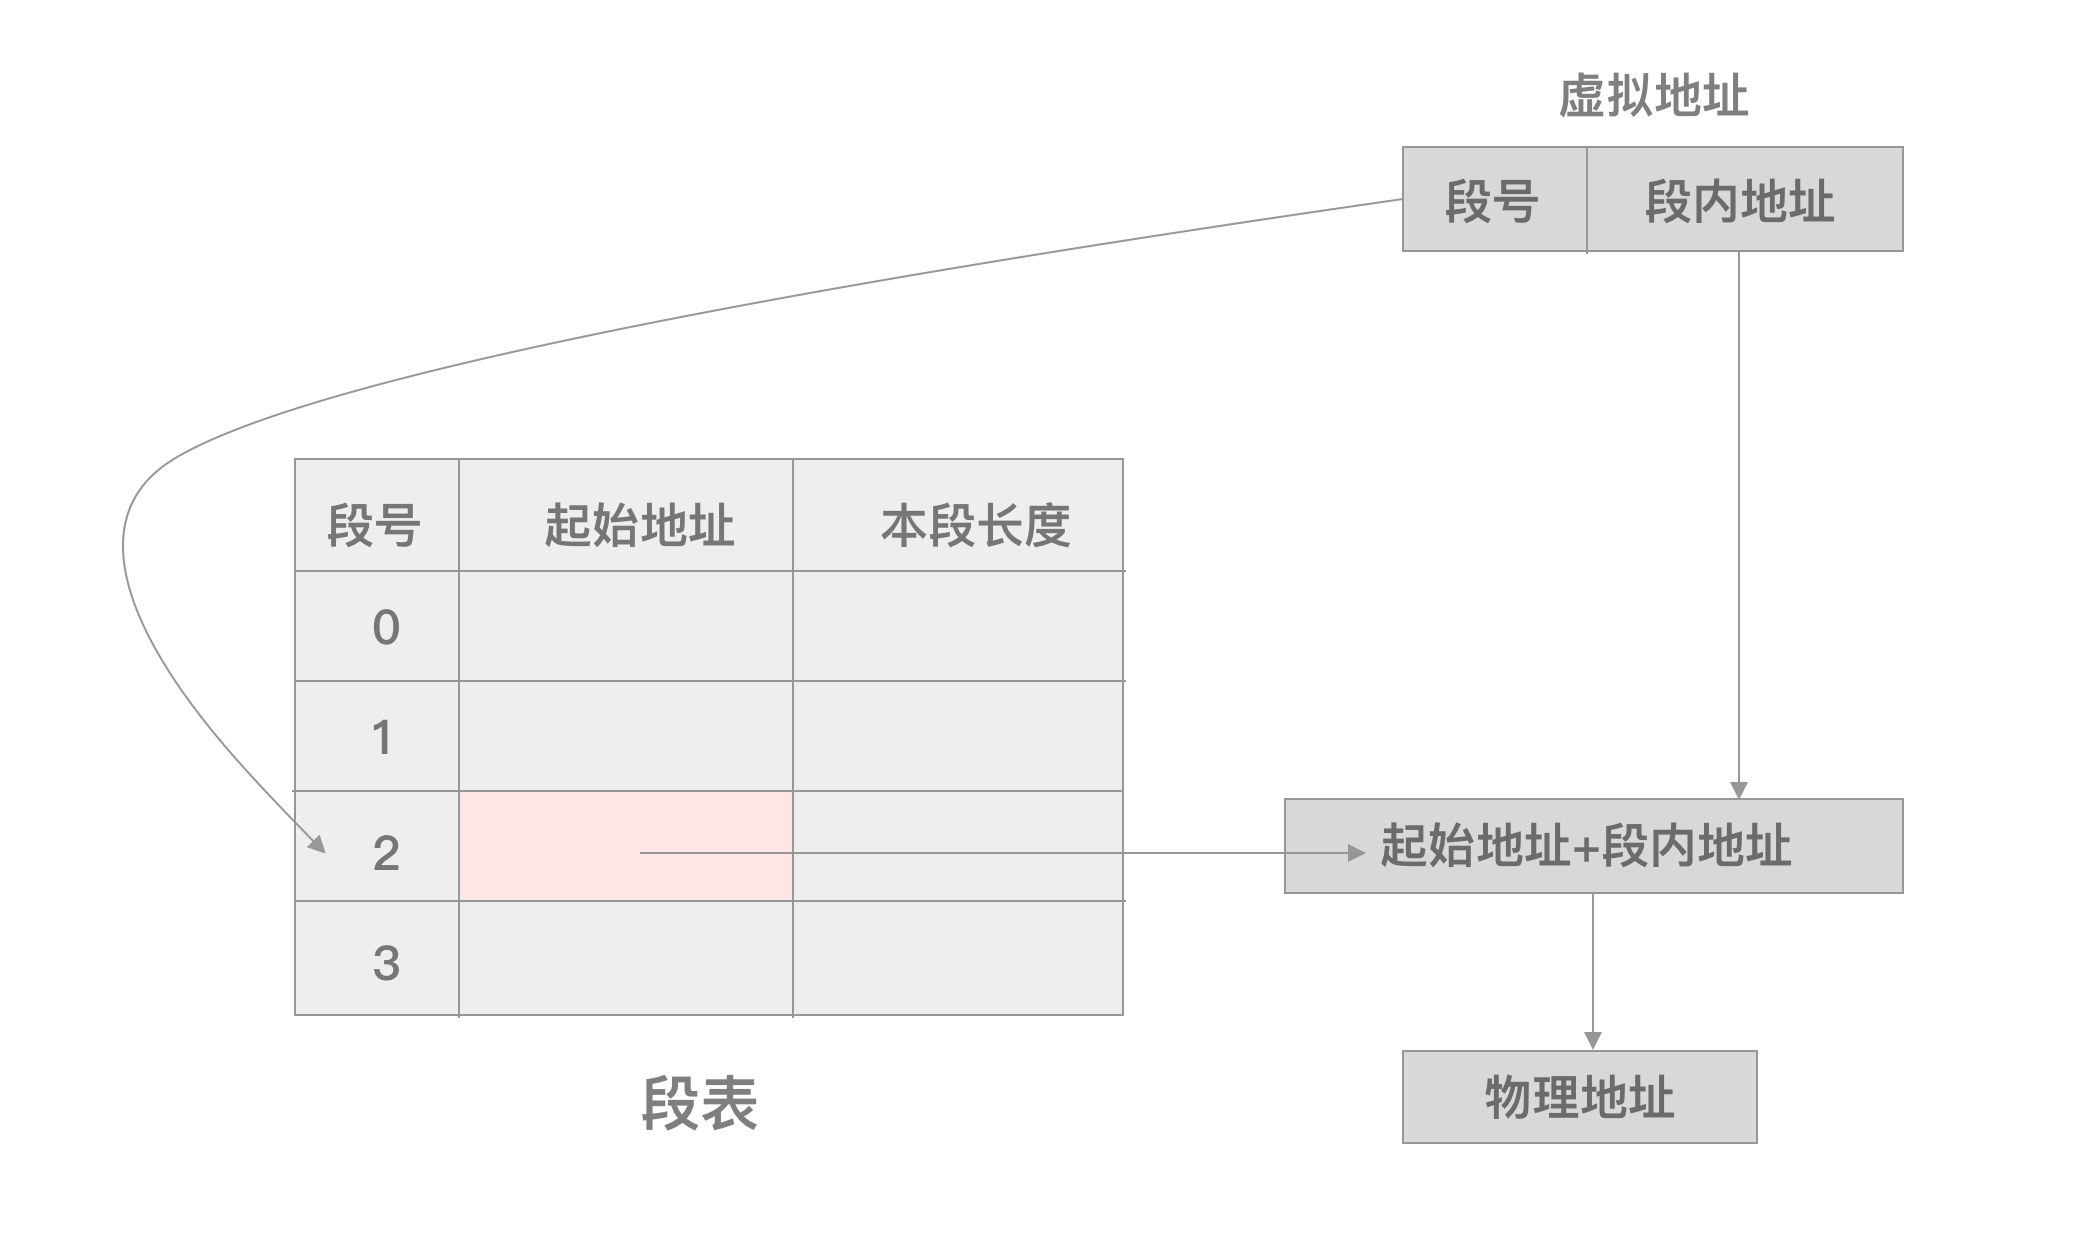 虚拟地址
段号 段内地址
段号 起始地址 本段长度
0
1
2
3
起始地址+段内地址
段表
物理地址